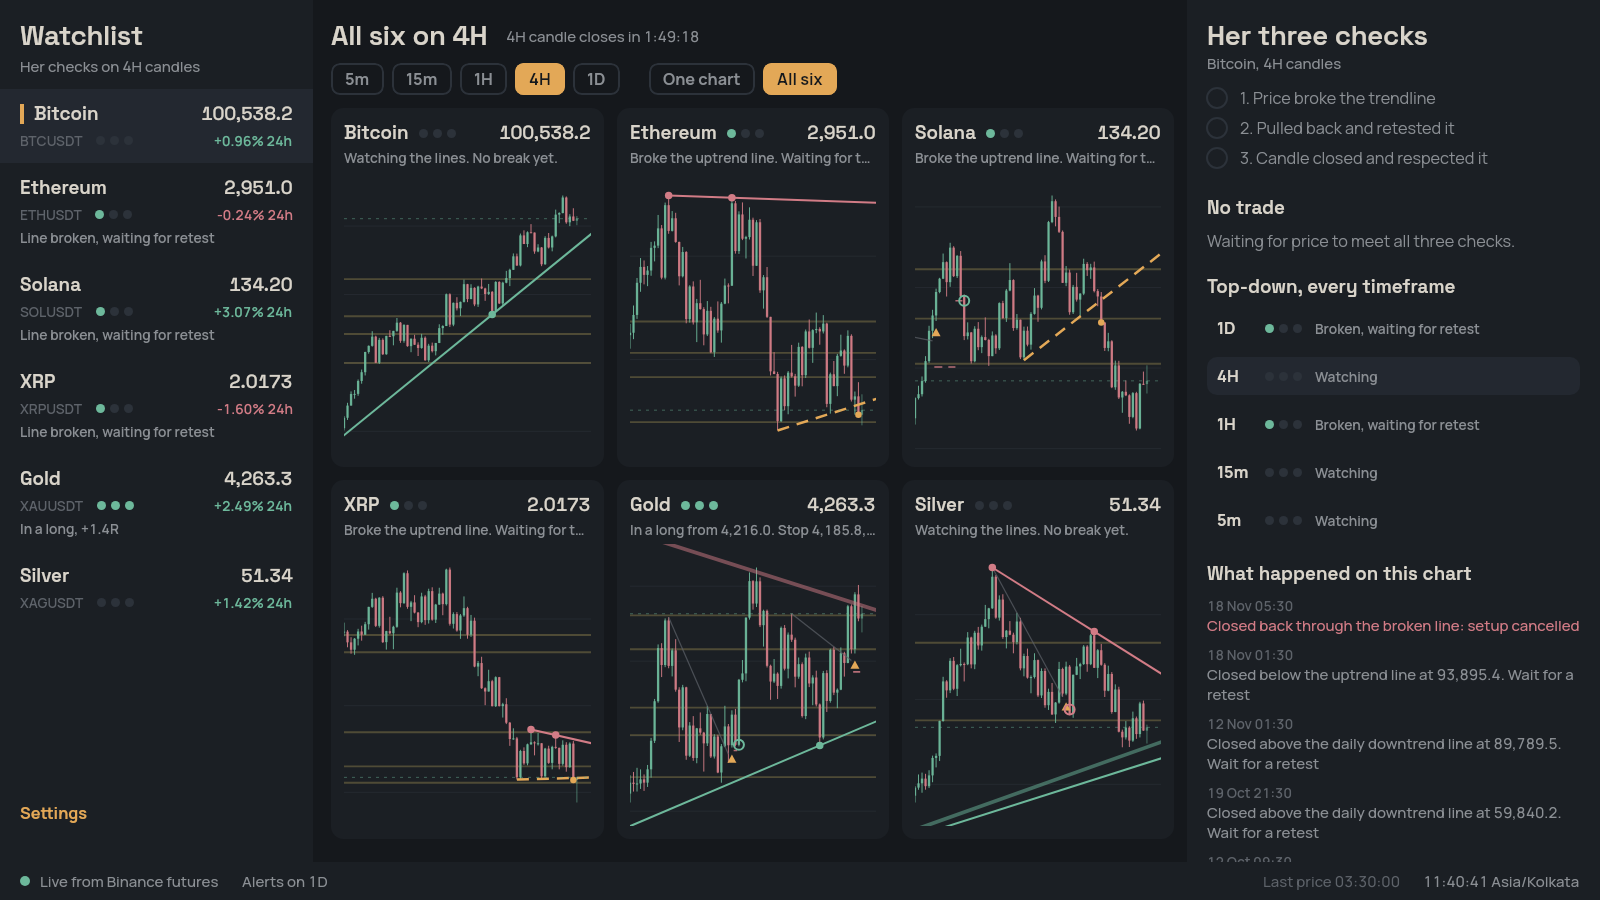 Watchlist
Her checks on 4H candles
Bitcoin 100,538.2
BTCUSDT +0.96% 24h
Ethereum 2,951.0
ETHUSDT -0.24% 24h
Line broken, waiting for retest
Solana 134.20
SOLUSDT +3.07% 24h
Line broken, waiting for retest
XRP 2.0173
XRPUSDT -1.60% 24h
Line broken, waiting for retest
Gold 4,263.3
XAUUSDT +2.49% 24h
In a long, +1.4R
Silver 51.34
XAGUSDT +1.42% 24h
Settings
All six on 4H 4H candle closes in 1:49:18
5m 15m 1H 4H 1D One chart All six
Bitcoin 100,538.2
Watching the lines. No break yet.
Ethereum 2,951.0
Broke the uptrend line. Waiting for t...
Solana 134.20
Broke the uptrend line. Waiting for t...
XRP 2.0173
Broke the uptrend line. Waiting for t...
Gold 4,263.3
In a long from 4,216.0. Stop 4,185.8,...
Silver 51.34
Watching the lines. No break yet.
Her three checks
Bitcoin, 4H candles
1. Price broke the trendline
2. Pulled back and retested it
3. Candle closed and respected it
No trade
Waiting for price to meet all three checks.
Top-down, every timeframe
1D Broken, waiting for retest
4H Watching
1H Broken, waiting for retest
15m Watching
5m Watching
What happened on this chart
18 Nov 05:30
Closed back through the broken line: setup cancelled
18 Nov 01:30
Closed below the uptrend line at 93,895.4. Wait for a
retest
12 Nov 01:30
Closed above the daily downtrend line at 89,789.5.
Wait for a retest
19 Oct 21:30
Closed above the daily downtrend line at 59,840.2.
Wait for a retest
Live from Binance futures Alerts on 1D
Last price 03:30:00 11:40:41 Asia/Kolkata